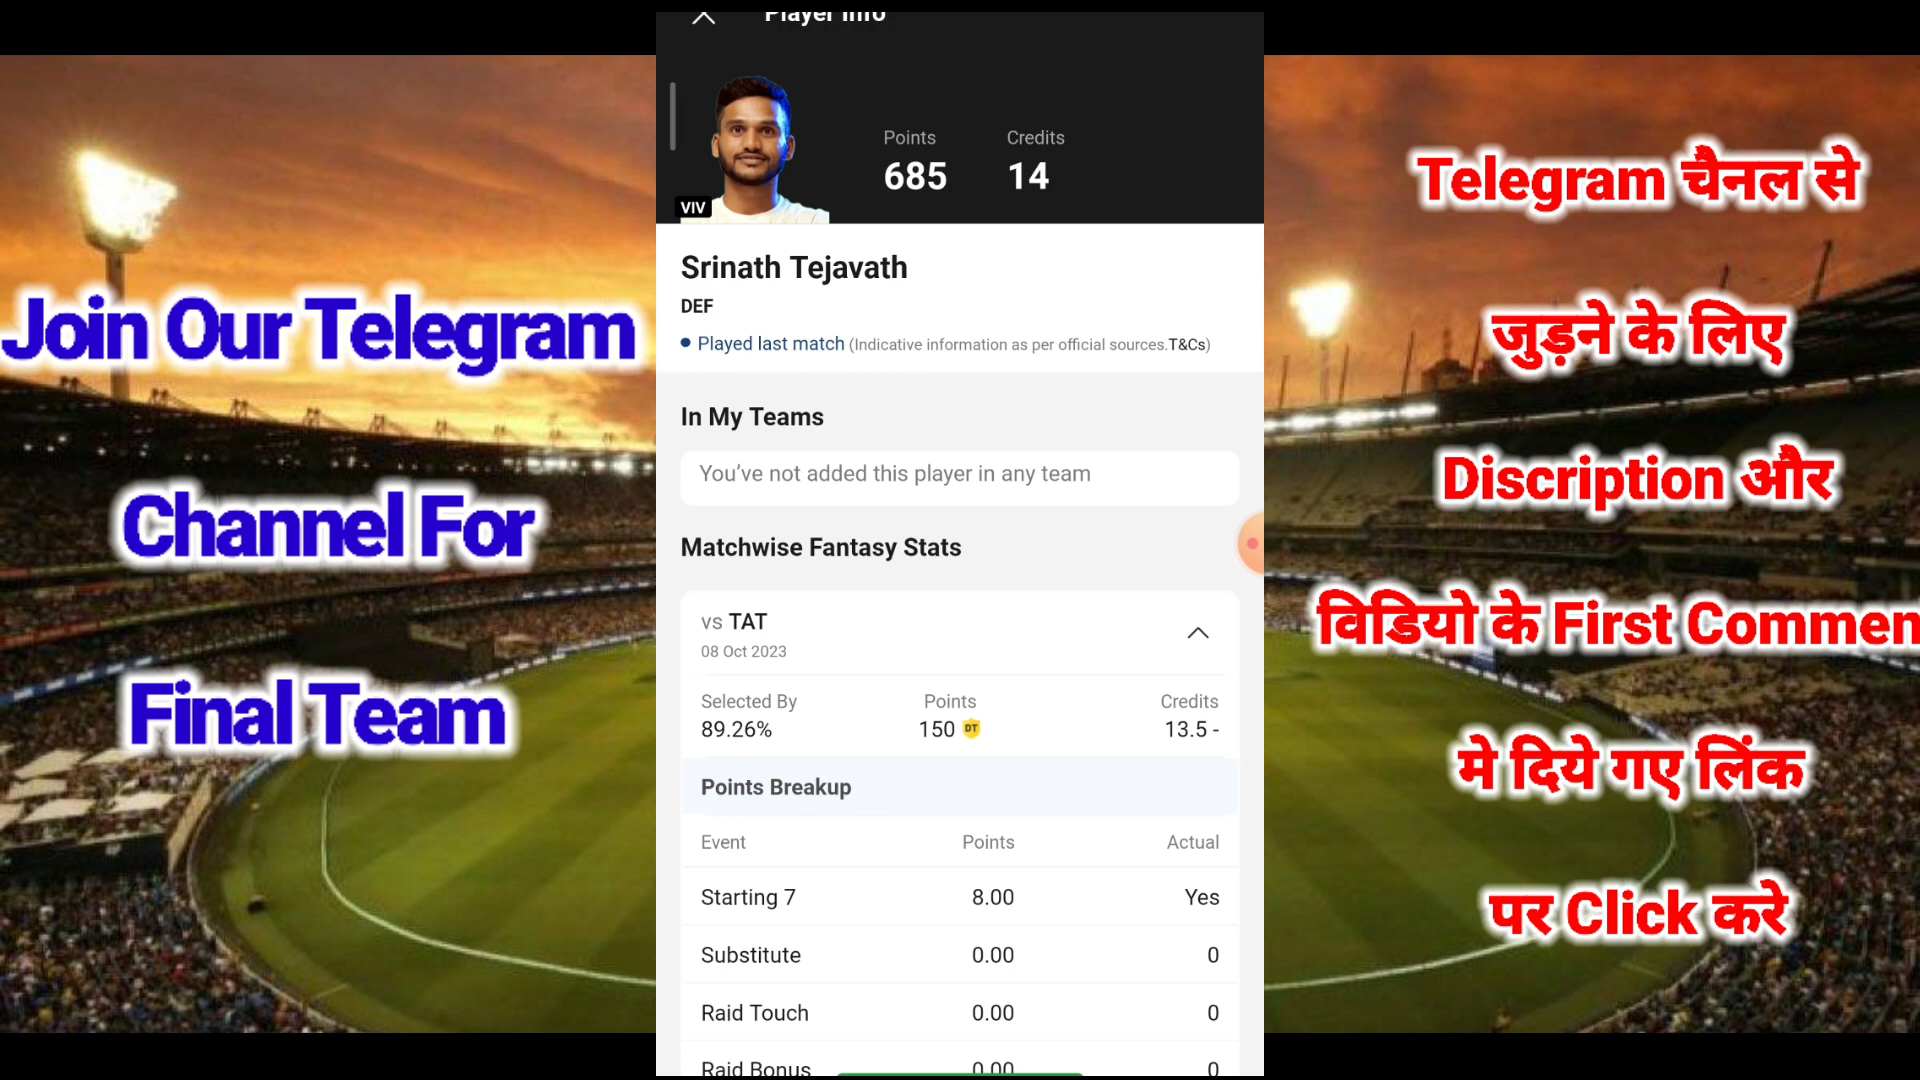 Join Our Telegram
Channel For
Final Team
Player Info
Points
Credits
685
14
VIV
Srinath Tejavath
DEF
Played last match (Indicative information as per official sources.T&Cs)
In My Teams
You’ve not added this player in any team
Matchwise Fantasy Stats
vs TAT
08 Oct 2023
Selected By
Points
Credits
89.26%
150 DT
13.5 -
Points Breakup
Event
Points
Actual
Starting 7
8.00
Yes
Substitute
0.00
0
Raid Touch
0.00
0
Raid Bonus
0.00
0
Telegram चैनल से
जुड़ने के लिए
Discription और
विडियो के First Commen
मे दिये गए लिंक
पर Click करे